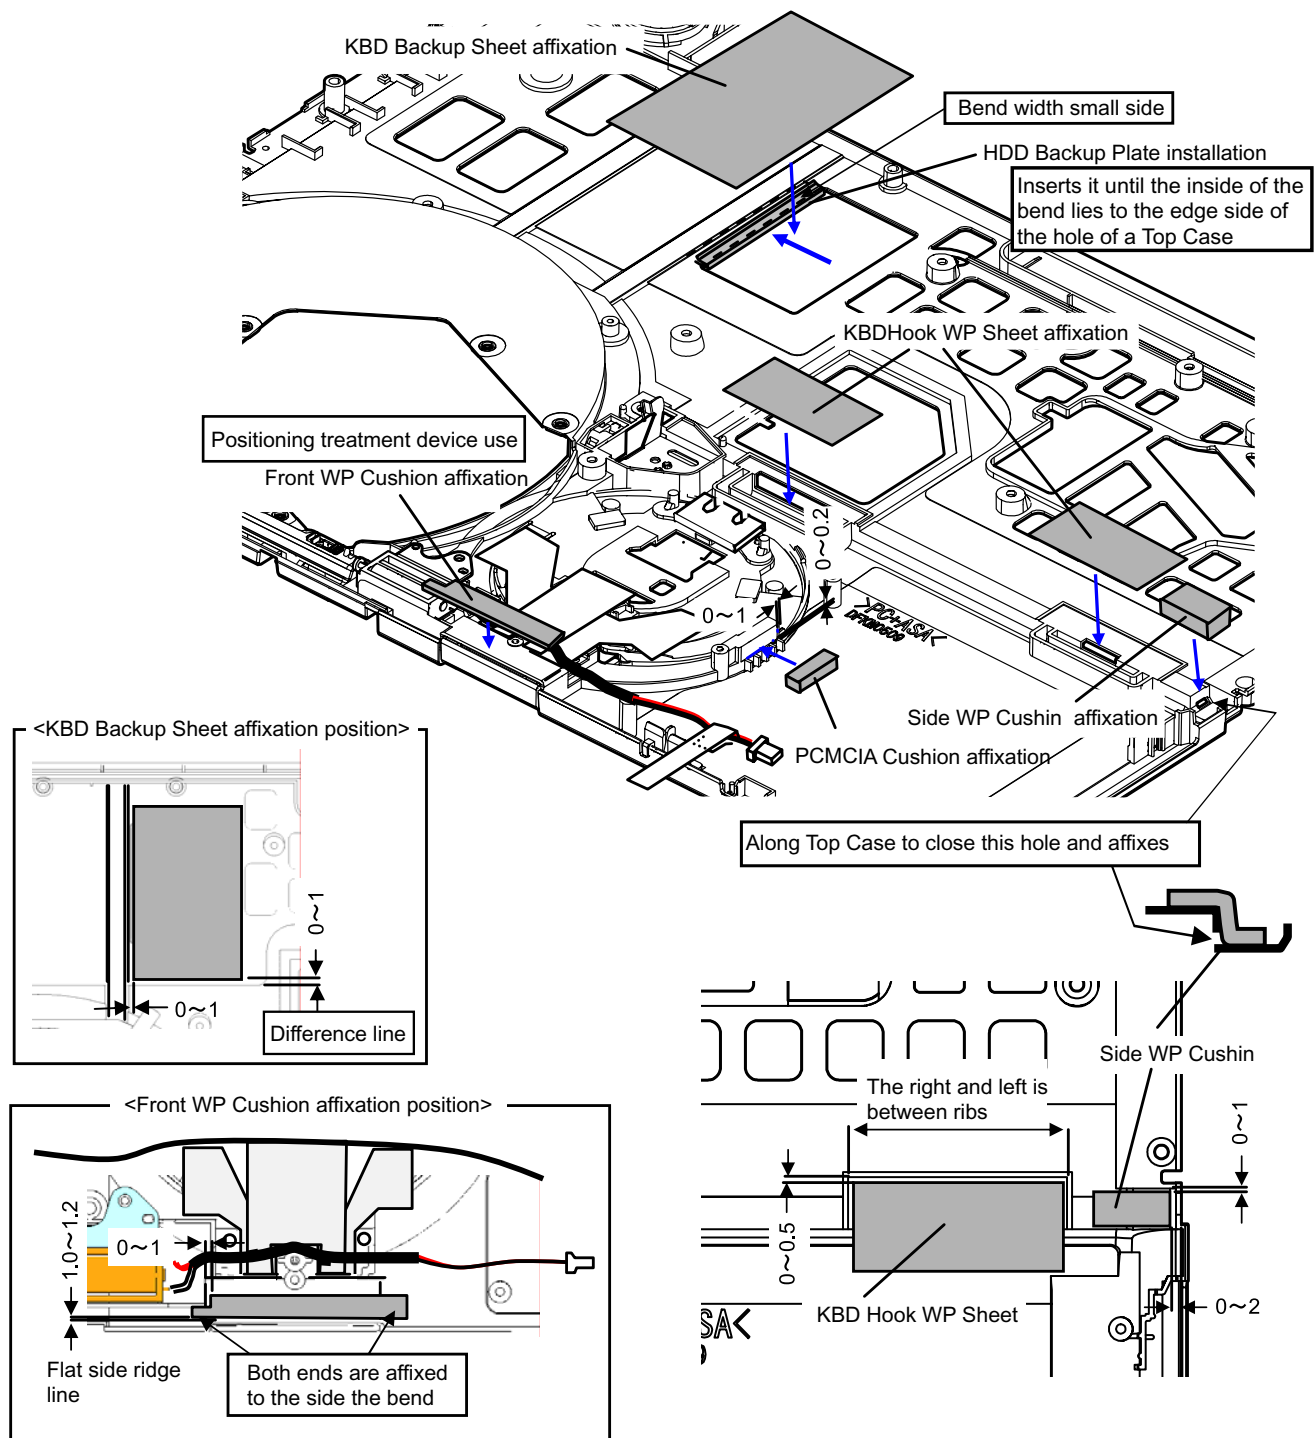 KBD Backup Sheet affixation
Bend width small side
HDD Backup Plate installation
Inserts it until the inside of the
bend lies to the edge side of
the hole of a Top Case
KBDHook WP Sheet affixation
Positioning treatment device use
Front WP Cushion affixation
0～0.2
0～1
>PC+ASA<
Side WP Cushin affixation
PCMCIA Cushion affixation
<KBD Backup Sheet affixation position>
0～1
0～1
Difference line
Along Top Case to close this hole and affixes
Side WP Cushin
The right and left is
between ribs
0～1
0～0.5
KBD Hook WP Sheet
0～2
SA<
<Front WP Cushion affixation position>
1.0～1.2
0～1
Flat side ridge
line
Both ends are affixed
to the side the bend